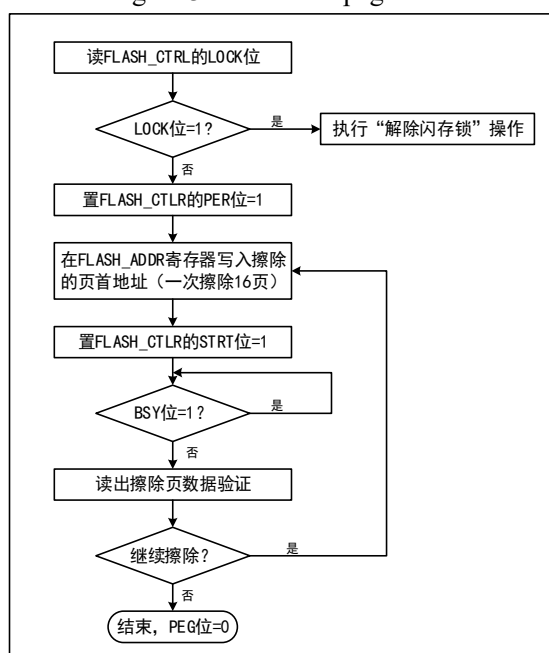 读FLASH_CTRL的LOCK位
LOCK位=1?
是
执行“解除闪存锁”操作
否
置FLASH_CTLR的PER位=1
在FLASH_ADDR寄存器写入擦除
的页首地址（一次擦除16页）
置FLASH_CTLR的STRT位=1
BSY位=1?
是
否
读出擦除页数据验证
继续擦除?
是
否
结束，PEG位=0